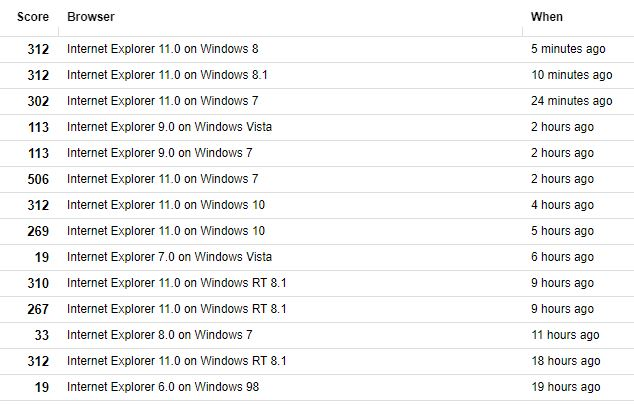 Score Browser When
312 Internet Explorer 11.0 on Windows 8 5 minutes ago
312 Internet Explorer 11.0 on Windows 8.1 10 minutes ago
302 Internet Explorer 11.0 on Windows 7 24 minutes ago
113 Internet Explorer 9.0 on Windows Vista 2 hours ago
113 Internet Explorer 9.0 on Windows 7 2 hours ago
506 Internet Explorer 11.0 on Windows 7 2 hours ago
312 Internet Explorer 11.0 on Windows 10 4 hours ago
269 Internet Explorer 11.0 on Windows 10 5 hours ago
19 Internet Explorer 7.0 on Windows Vista 6 hours ago
310 Internet Explorer 11.0 on Windows RT 8.1 9 hours ago
267 Internet Explorer 11.0 on Windows RT 8.1 9 hours ago
33 Internet Explorer 8.0 on Windows 7 11 hours ago
312 Internet Explorer 11.0 on Windows RT 8.1 18 hours ago
19 Internet Explorer 6.0 on Windows 98 19 hours ago